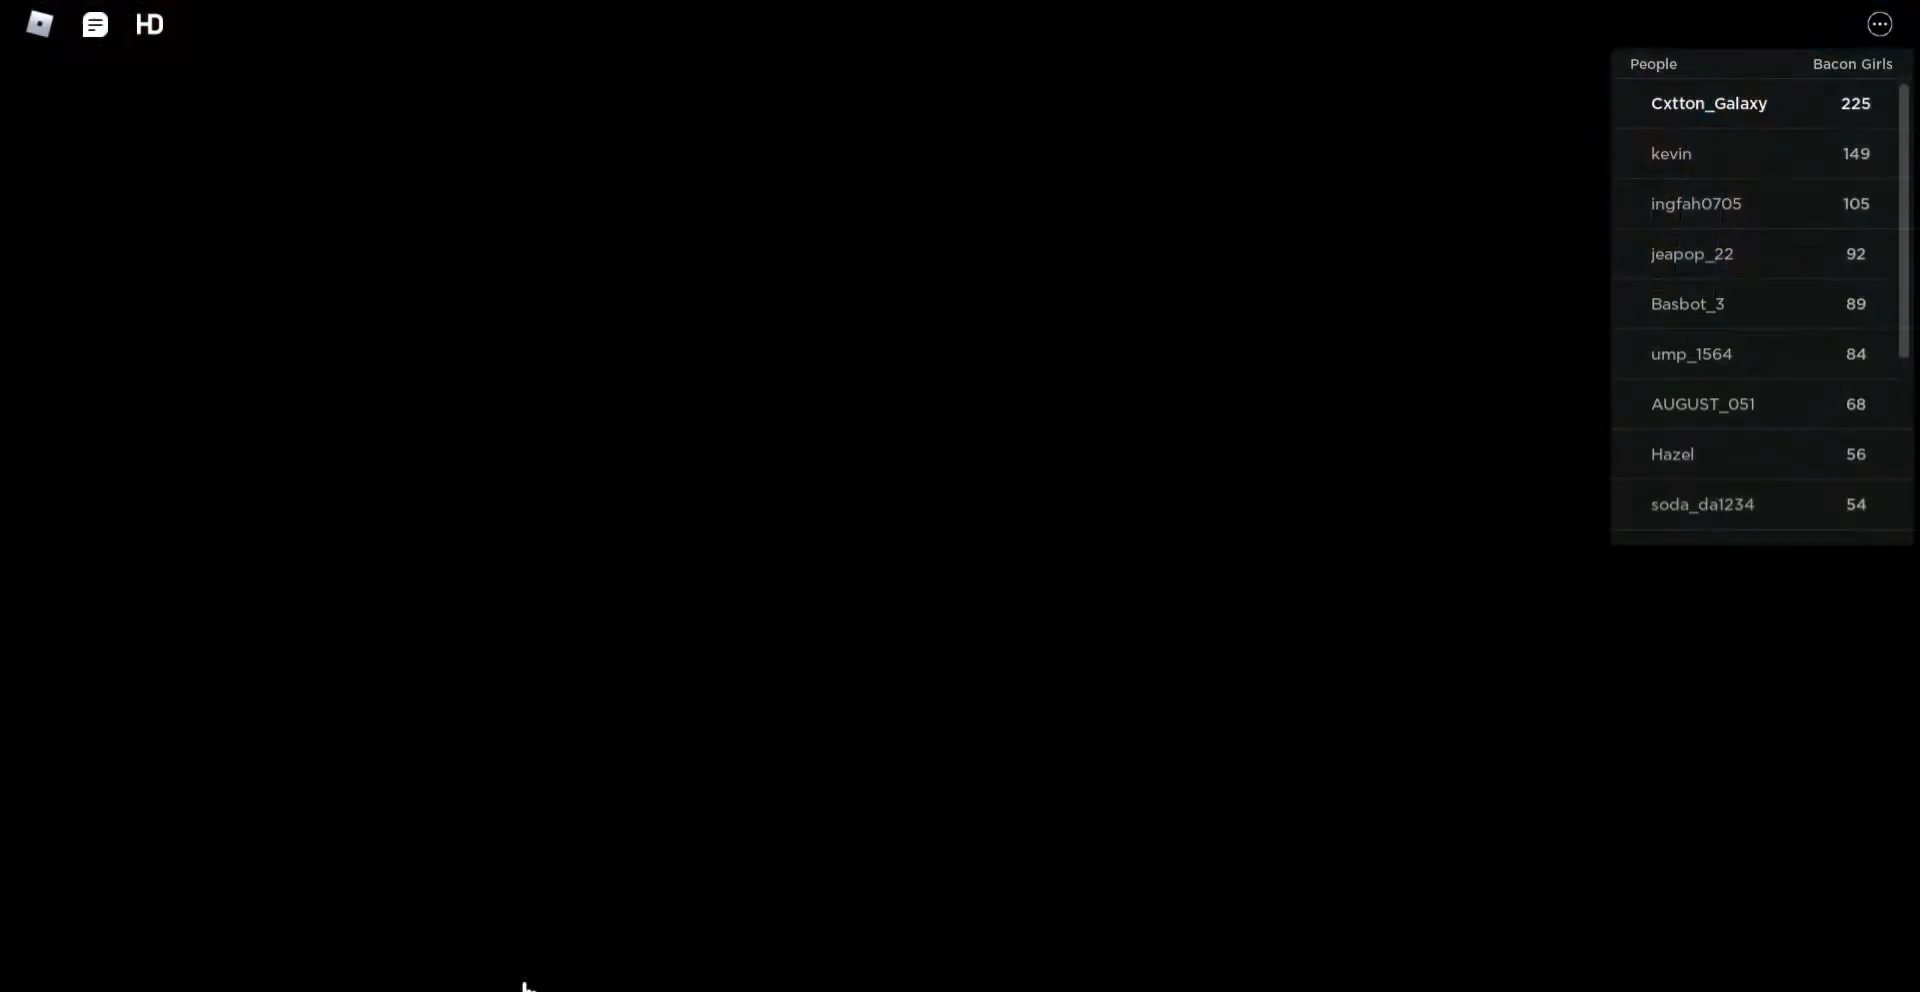 HD
People Bacon Girls
Cxtton_Galaxy 225
kevin 149
ingfah0705 105
jeapop_22 92
Basbot_3 89
ump_1564 84
AUGUST_051 68
Hazel 56
soda_da1234 54